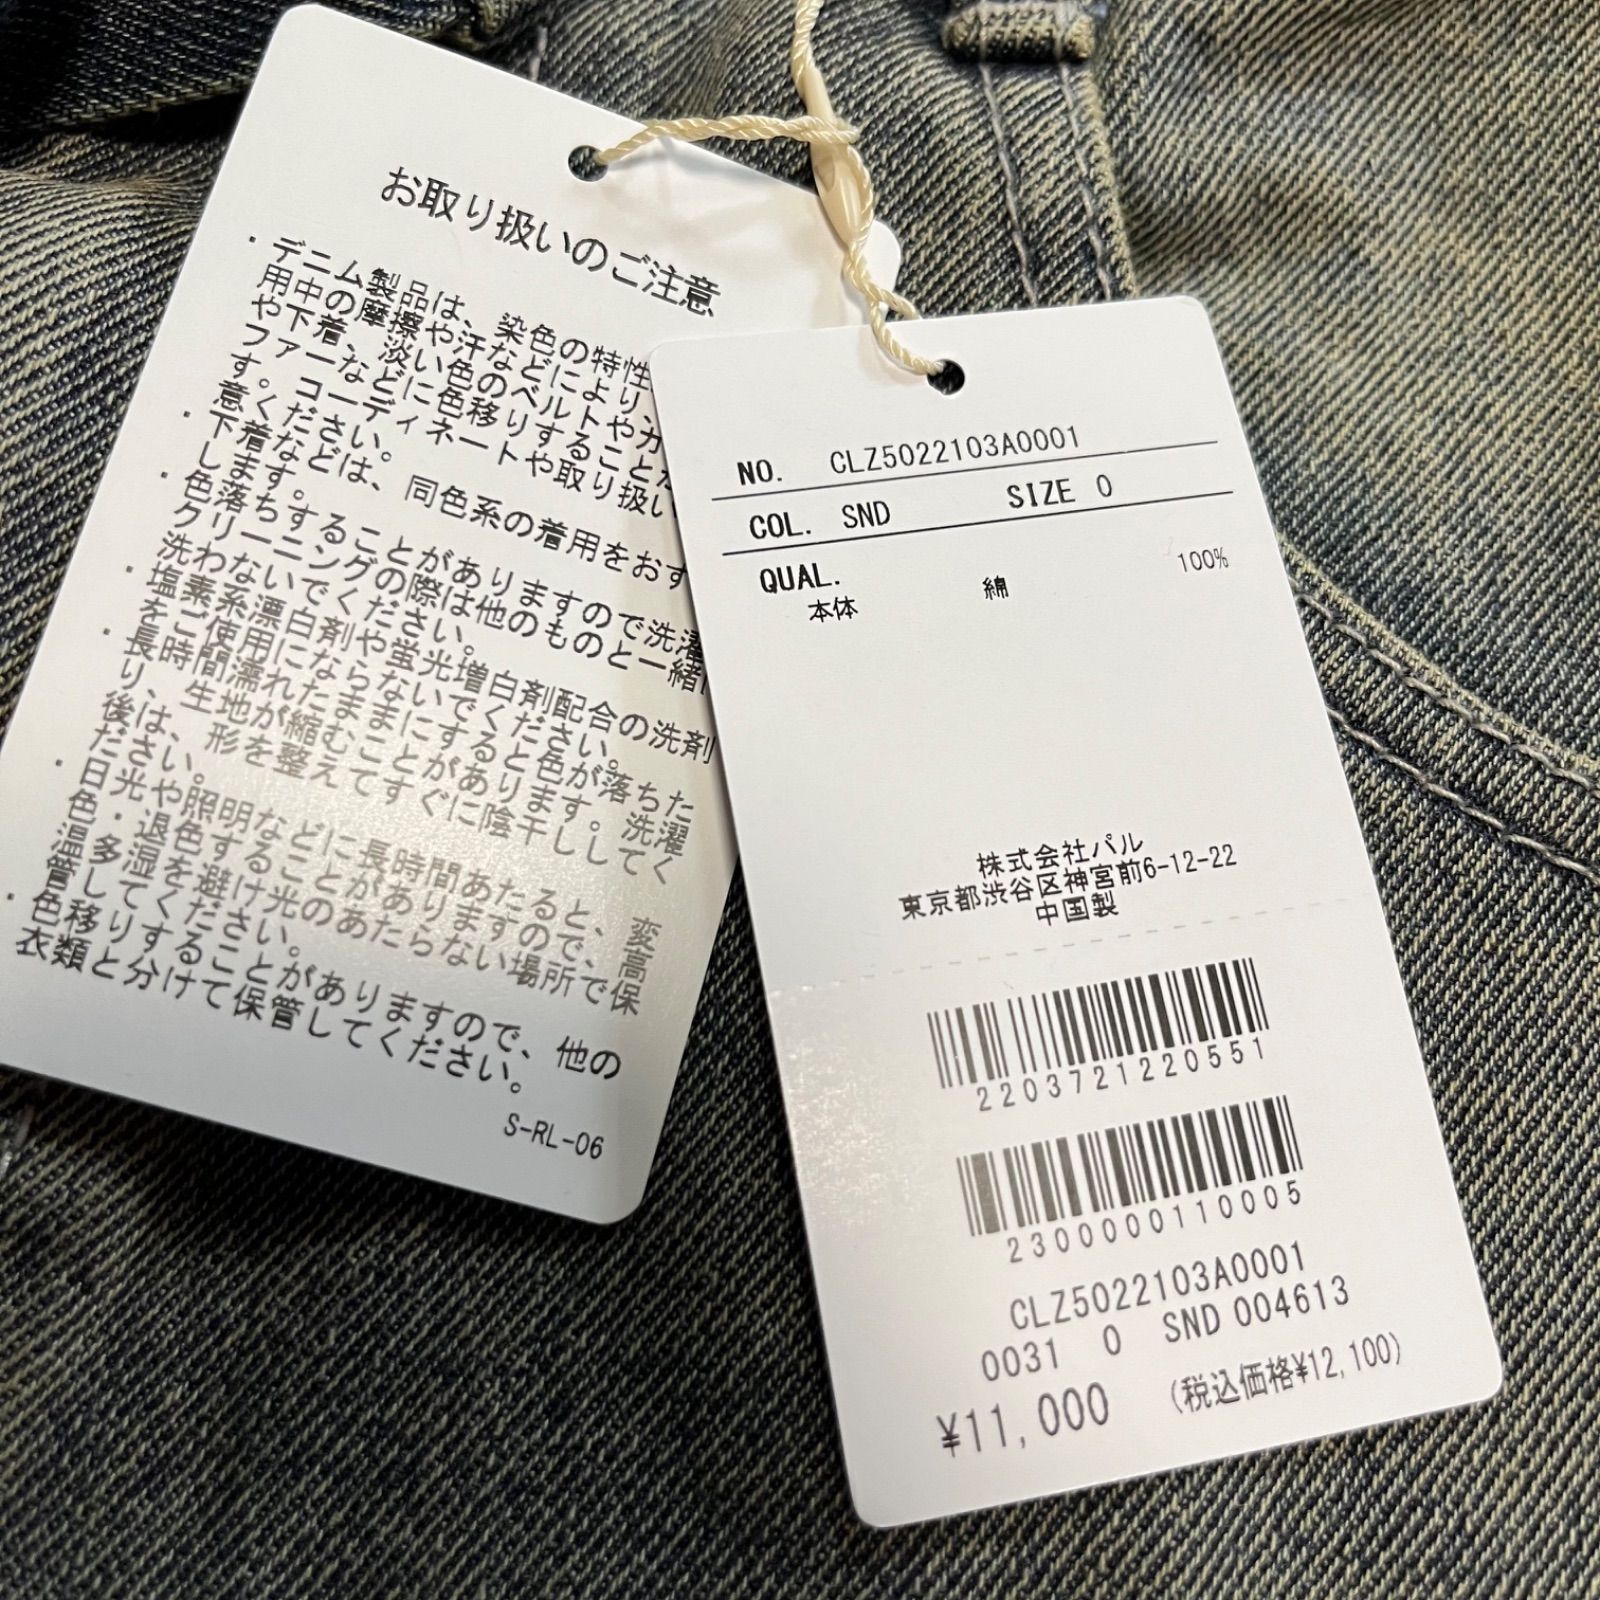 お取り扱いのご注意
・デニム製品は、染色の特性
用中の摩擦や汗などにより、
や下着、淡い色のベルトやカ
ファーなどに色移りすることが
す。コーディネートや取り扱い
意ください。
・下着などは、同色系の着用をおす
します。
・色落ちすることがありますので洗濯
クリーニングの際は他のものと一緒に
洗わないでください。
・塩素系漂白剤や蛍光増白剤配合の洗剤
をご使用にならないでください。
・長時間濡れたままにすると色が落ちた
り、生地が縮むことがあります。洗濯
後は、形を整えてすぐに陰干ししてく
ださい。
・日光や照明などに長時間あたると、変
色・退色することがありますので、高
温・多湿を避け光のあたらない場所で保
管してください。
・色移りすることがありますので、他の
衣類と分けて保管してください。
S-RL-06
NO. CLZ5022103A0001
COL. SND SIZE 0
QUAL.
本体 綿 100%
株式会社パル
東京都渋谷区神宮前6-12-22
中国製
2203721220551
2300000110005
CLZ5022103A0001
0031 0 SND 004613
¥11,000 (税込価格¥12,100)